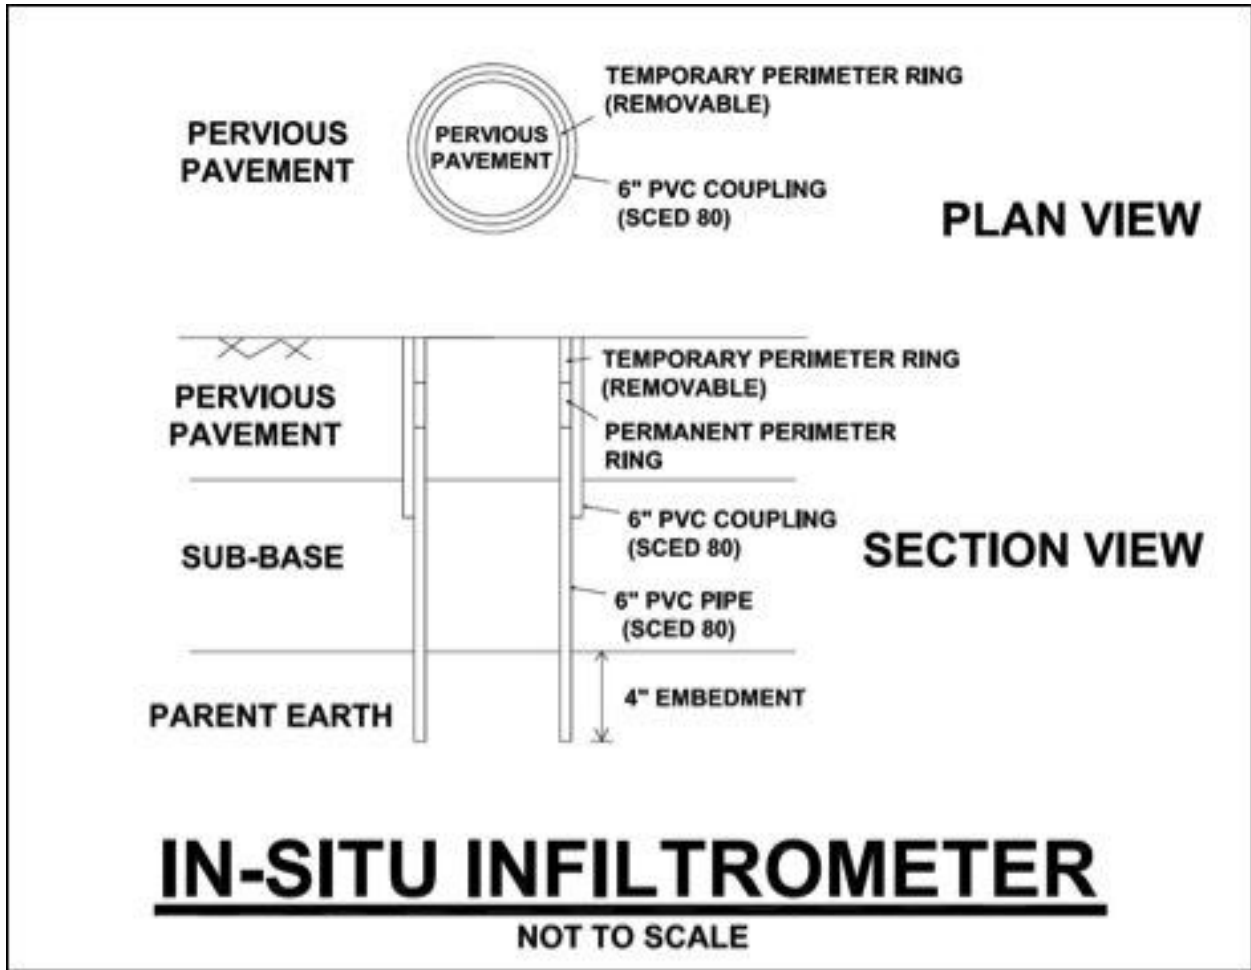 TEMPORARY PERIMETER RING
(REMOVABLE)
PERVIOUS
PAVEMENT
PERVIOUS
PAVEMENT
6" PVC COUPLING
(SCED 80)
PLAN VIEW
TEMPORARY PERIMETER RING
(REMOVABLE)
PERVIOUS
PAVEMENT
PERMANENT PERIMETER
RING
6" PVC COUPLING
(SCED 80)
SECTION VIEW
SUB-BASE
6" PVC PIPE
(SCED 80)
4" EMBEDMENT
PARENT EARTH
IN-SITU INFILTROMETER
NOT TO SCALE